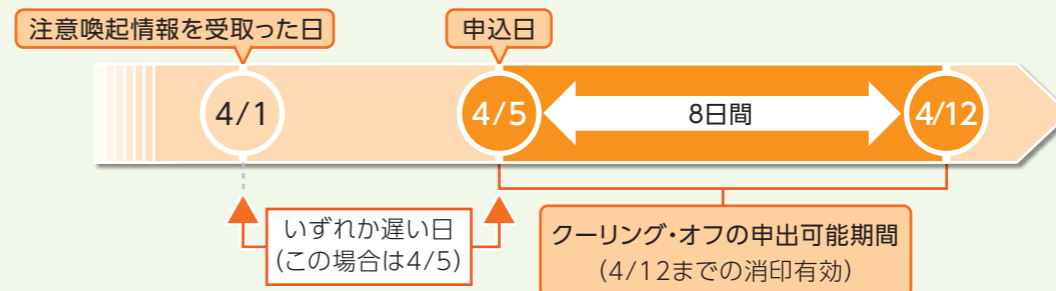 注意喚起情報を受取った日
申込日
4/1
4/5
8日間
4/12
いずれか遅い日
(この場合は4/5)
クーリング・オフの申出可能期間
(4/12までの消印有効)